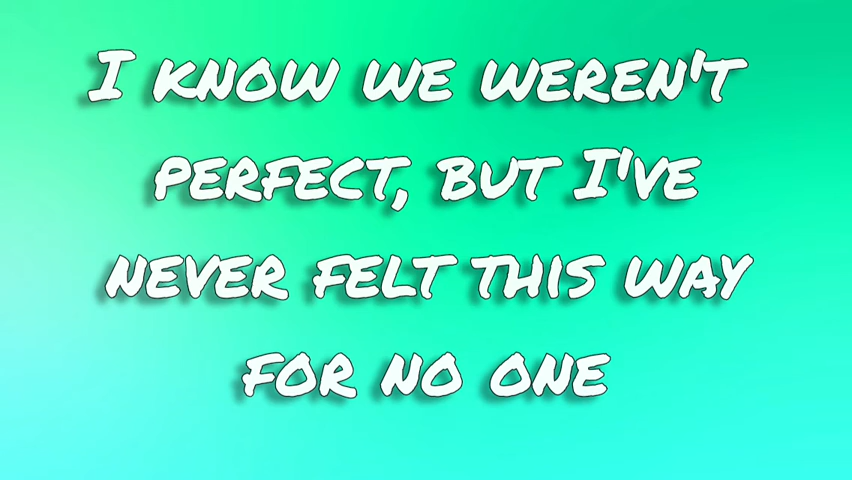 I KNOW WE WEREN'T
PERFECT, BUT I'VE
NEVER FELT THIS WAY
FOR NO ONE